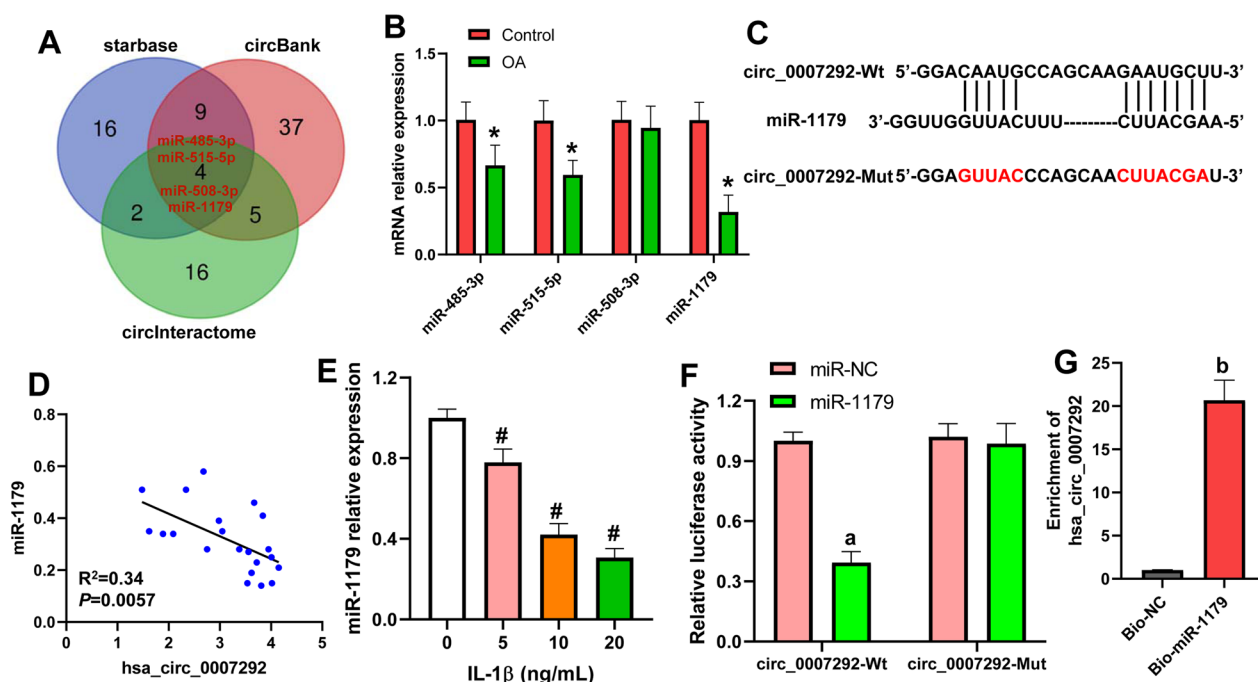 A
starbase
circBank
16
9
37
miR-485-3p
miR-515-5p
4
miR-508-3p
miR-1179
2
5
16
circInteractome
B
Control
OA
mRNA relative expression
1.5
1.0
0.5
0.0
*
*
*
miR-485-3p
miR-515-5p
miR-508-3p
miR-1179
C
circ_0007292-Wt 5'-GGACAAUGCCAGCAAGAAUGCUU-3'
miR-1179 3'-GGUUGGUUACUUU---------CUUACGAA-5'
circ_0007292-Mut 5'-GGAGUUACCCAGCAACUUACGAU-3'
D
miR-1179
0.8
0.6
0.4
0.2
0.0
R²=0.34
P=0.0057
0 1 2 3 4 5
hsa_circ_0007292
E
miR-1179 relative expression
1.2
0.8
0.4
0.0
#
#
#
0 5 10 20
IL-1β (ng/mL)
F
miR-NC
miR-1179
Relative luciferase activity
1.2
0.9
0.6
0.3
0.0
a
circ_0007292-Wt circ_0007292-Mut
G
Enrichment of
hsa_circ_0007292
25
20
15
10
5
0
b
Bio-NC
Bio-miR-1179